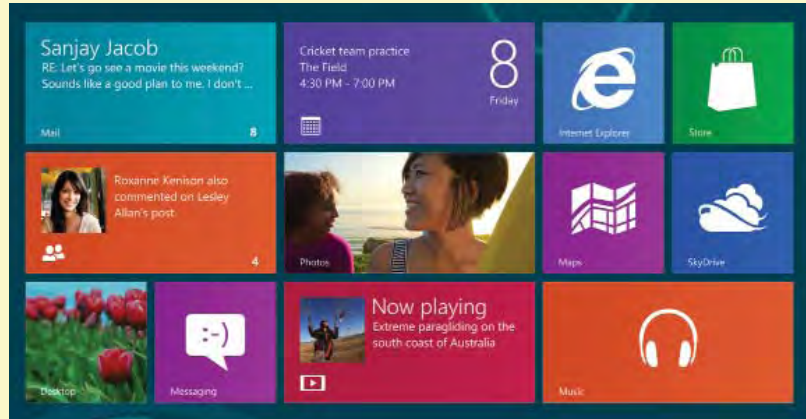 Sanjay Jacob
RE: Let's go see a movie this weekend?
Sounds like a good plan to me. I don't ...
Mail
8
Cricket team practice
The Field
4:30 PM - 7:00 PM
8
Friday
Internet Explorer
Store
Roxanne Kenison also
commented on Lesley
Allan's post
4
Photos
Maps
SkyDrive
Desktop
:-)
Messaging
Now playing
Extreme paragliding on the
south coast of Australia
Music